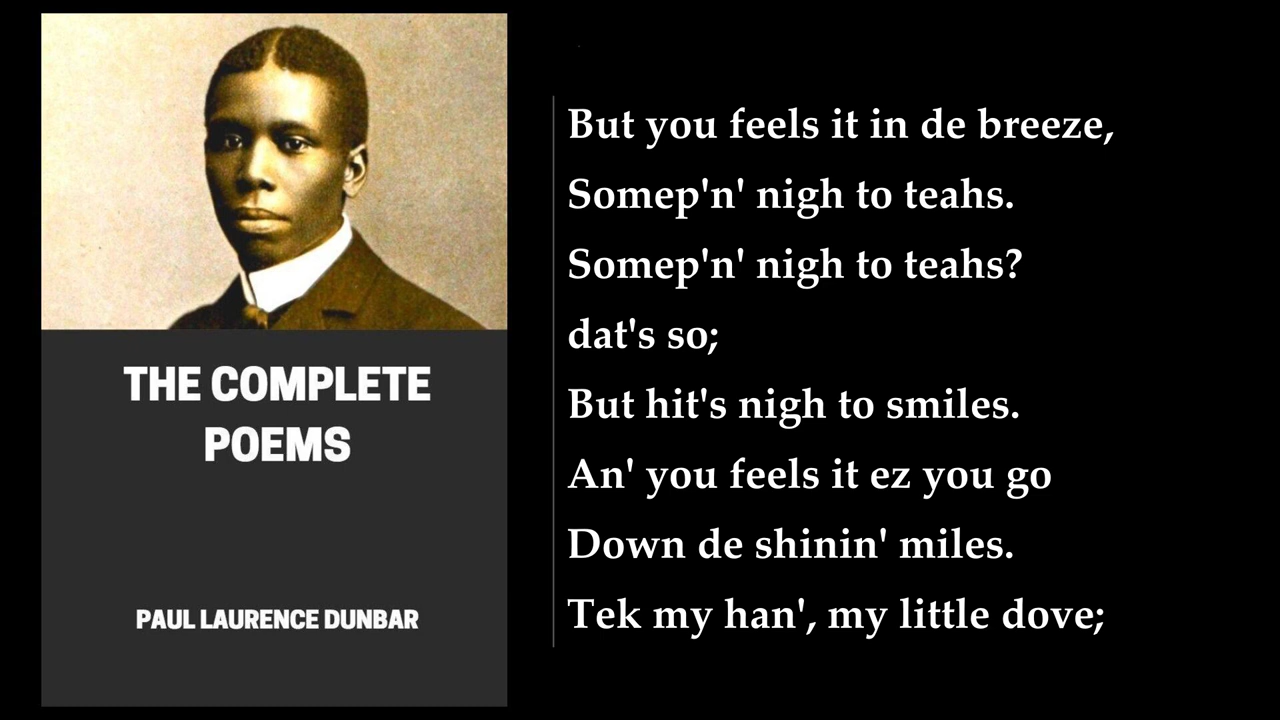 THE COMPLETE
POEMS
PAUL LAURENCE DUNBAR
But you feels it in de breeze,
Somep'n' nigh to teahs.
Somep'n' nigh to teahs?
dat's so;
But hit's nigh to smiles.
An' you feels it ez you go
Down de shinin' miles.
Tek my han', my little dove;